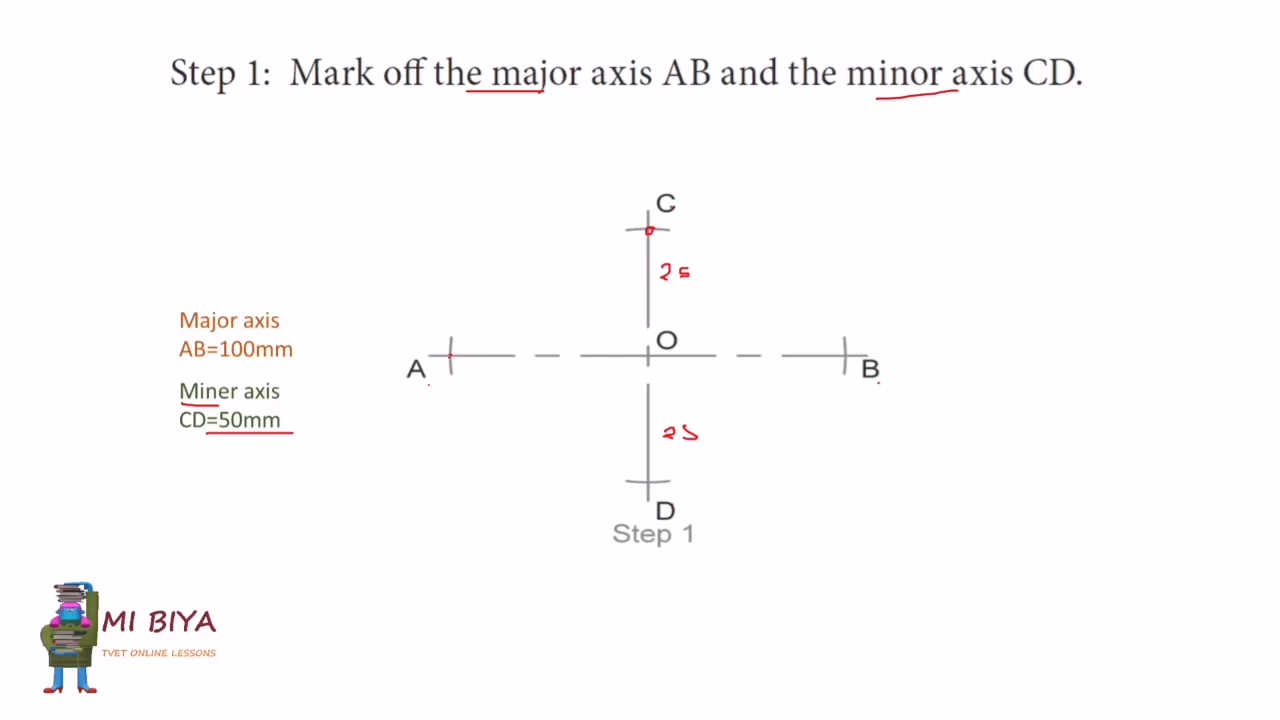 Step 1: Mark off the major axis AB and the minor axis CD.
C
25
Major axis
AB=100mm
O
A
B
Miner axis
CD=50mm
25
D
Step 1
MI BIYA
TVET ONLINE LESSONS